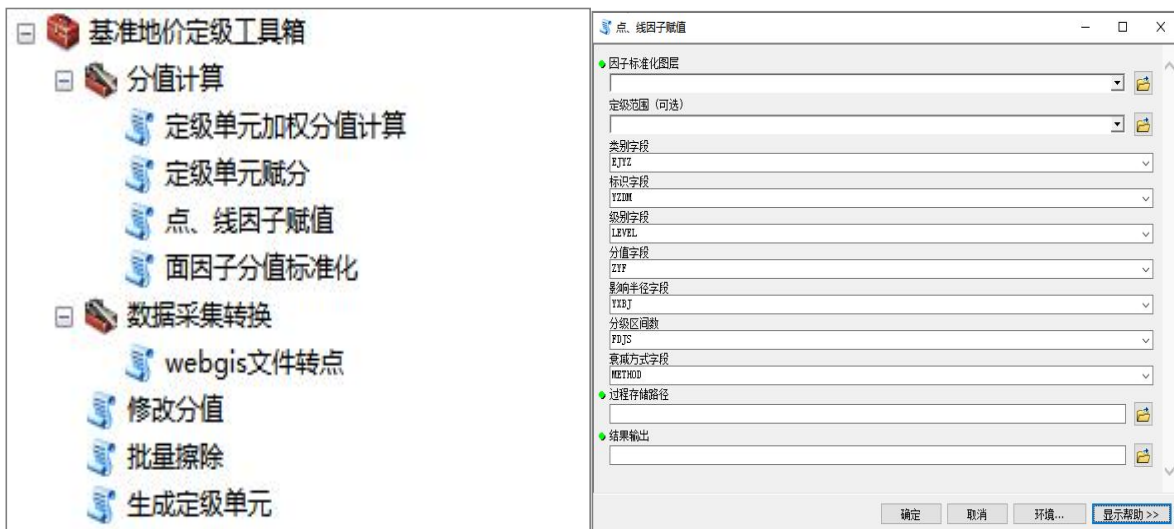 基准地价定级工具箱
分值计算
定级单元加权分值计算
定级单元赋分
点、线因子赋值
面因子分值标准化
数据采集转换
webgis文件转点
修改分值
批量擦除
生成定级单元
点、线因子赋值
因子标准化图层
定级范围（可选）
类别字段
EJYZ
标识字段
YZDM
级别字段
LEVEL
分值字段
ZYF
影响半径字段
YXBJ
分级区间数
FDJS
衰减方式字段
METHOD
过程存储路径
结果输出
确定 取消 环境... 显示帮助 >>